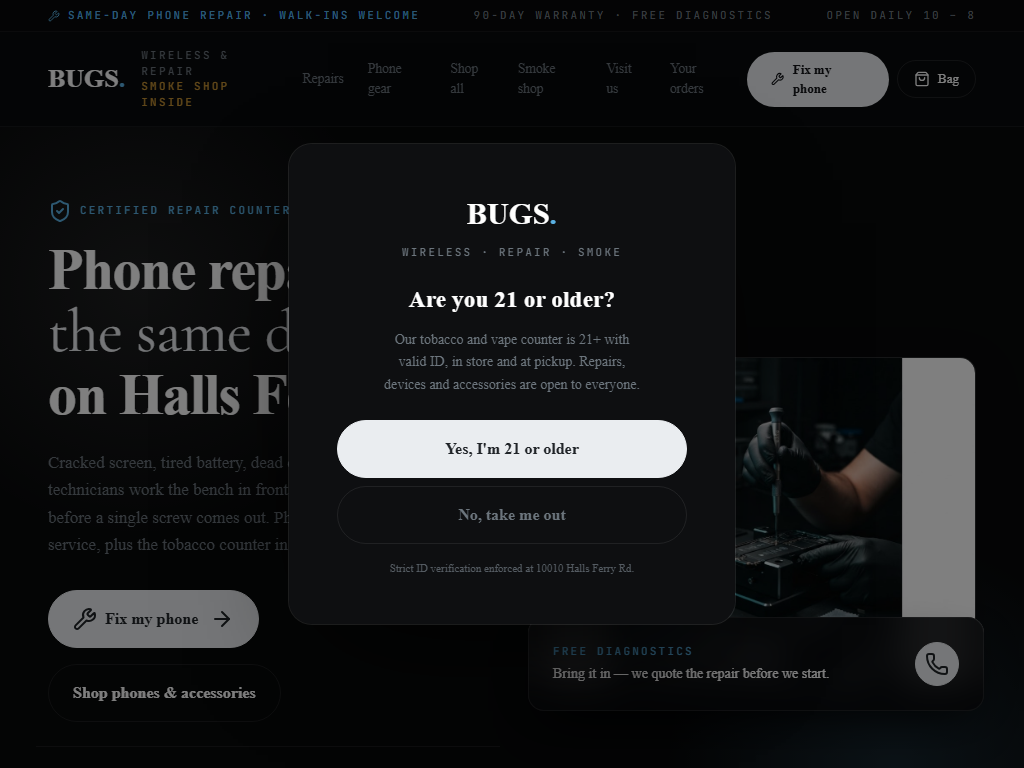 SAME-DAY PHONE REPAIR · WALK-INS WELCOME
90-DAY WARRANTY · FREE DIAGNOSTICS
OPEN DAILY 10 – 8
BUGS.
WIRELESS &
REPAIR
SMOKE SHOP
INSIDE
Repairs
Phone
gear
Shop
all
Smoke
shop
Visit
us
Your
orders
Fix my
phone
Bag
CERTIFIED REPAIR COUNTER
Phone rep
the same d
on Halls F
Cracked screen, tired battery, dead
technicians work the bench in front
before a single screw comes out.
service, plus the tobacco counter in
Fix my phone
Shop phones & accessories
BUGS.
WIRELESS · REPAIR · SMOKE
Are you 21 or older?
Our tobacco and vape counter is 21+ with
valid ID, in store and at pickup. Repairs,
devices and accessories are open to everyone.
Yes, I'm 21 or older
No, take me out
Strict ID verification enforced at 10010 Halls Ferry Rd.
FREE DIAGNOSTICS
Bring it in — we quote the repair before we start.